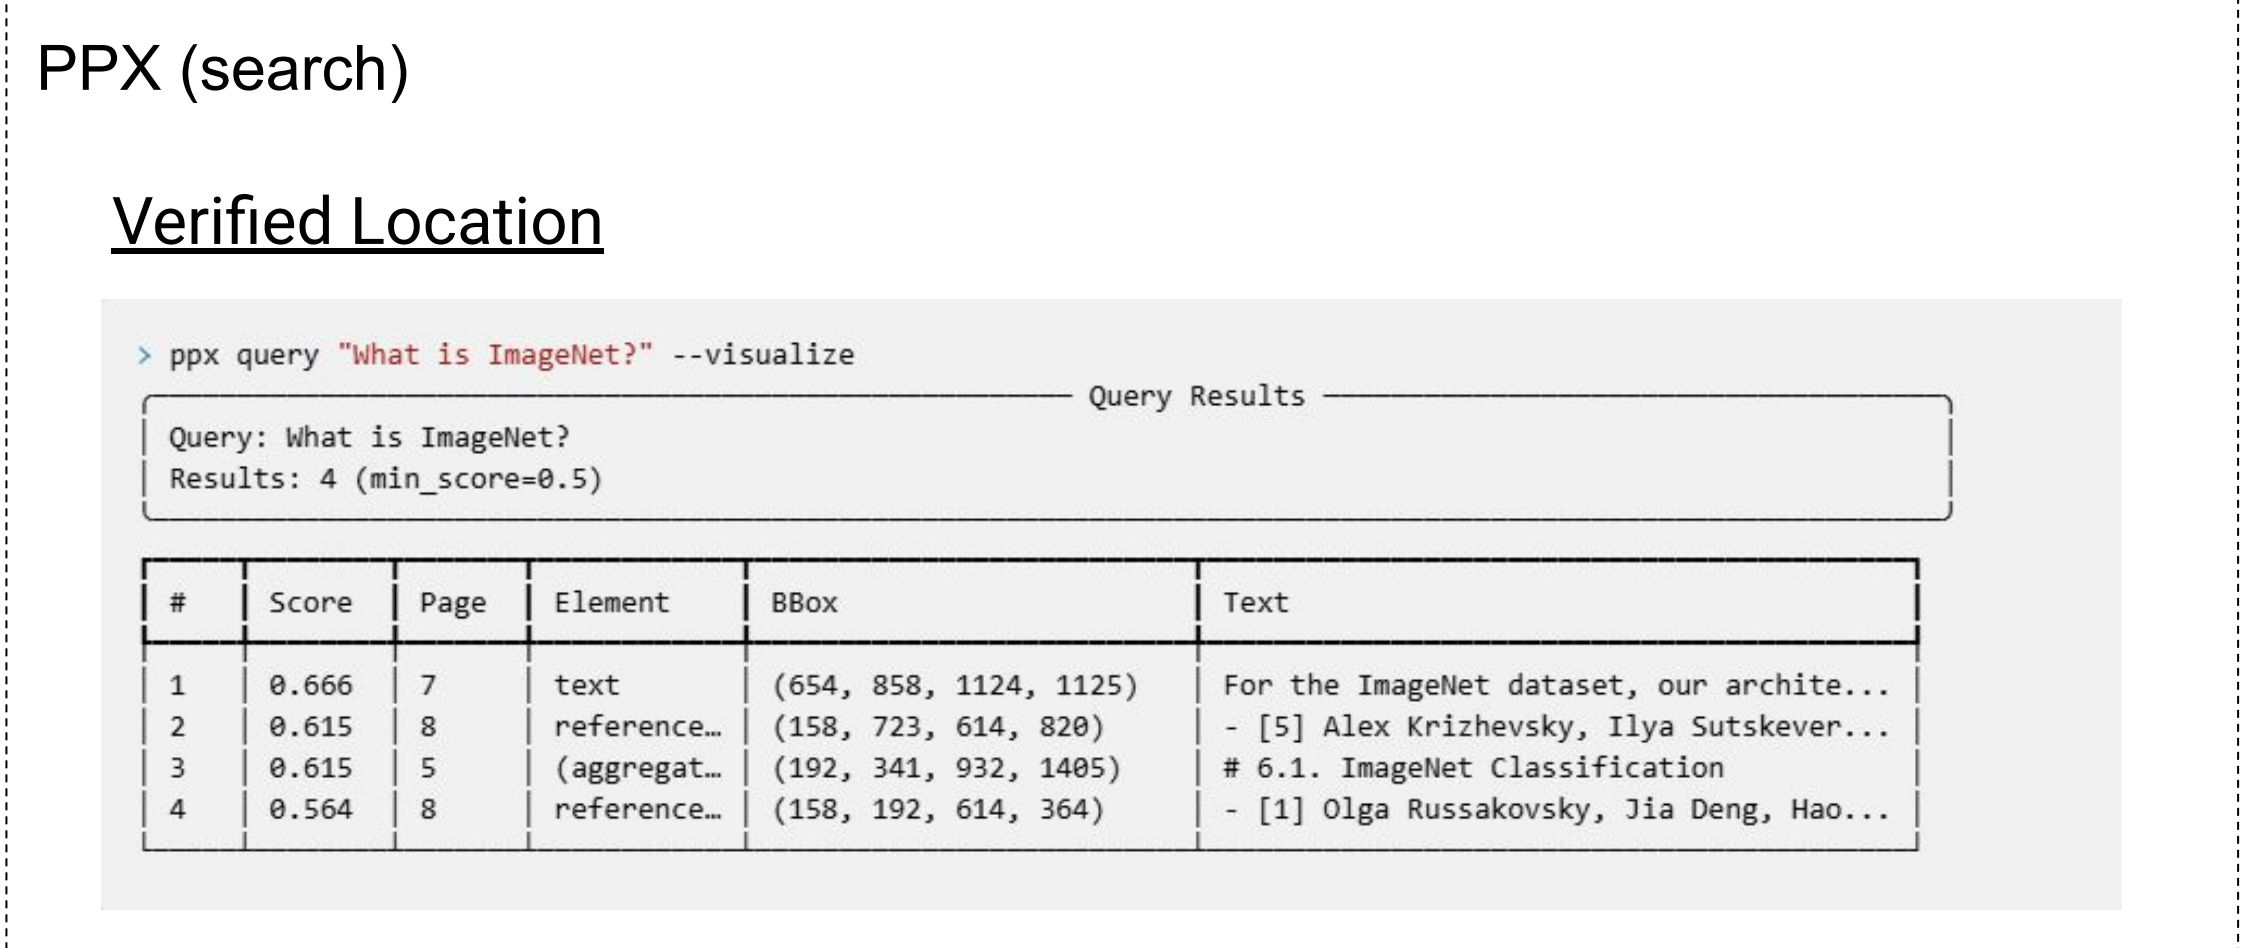 PPX (search)
Verified Location
> ppx query "What is ImageNet?" --visualize
Query Results
Query: What is ImageNet?
Results: 4 (min_score=0.5)
# Score Page Element BBox Text
1 0.666 7 text (654, 858, 1124, 1125) For the ImageNet dataset, our archite...
2 0.615 8 reference… (158, 723, 614, 820) - [5] Alex Krizhevsky, Ilya Sutskever...
3 0.615 5 (aggregat… (192, 341, 932, 1405) # 6.1. ImageNet Classification
4 0.564 8 reference… (158, 192, 614, 364) - [1] Olga Russakovsky, Jia Deng, Hao...